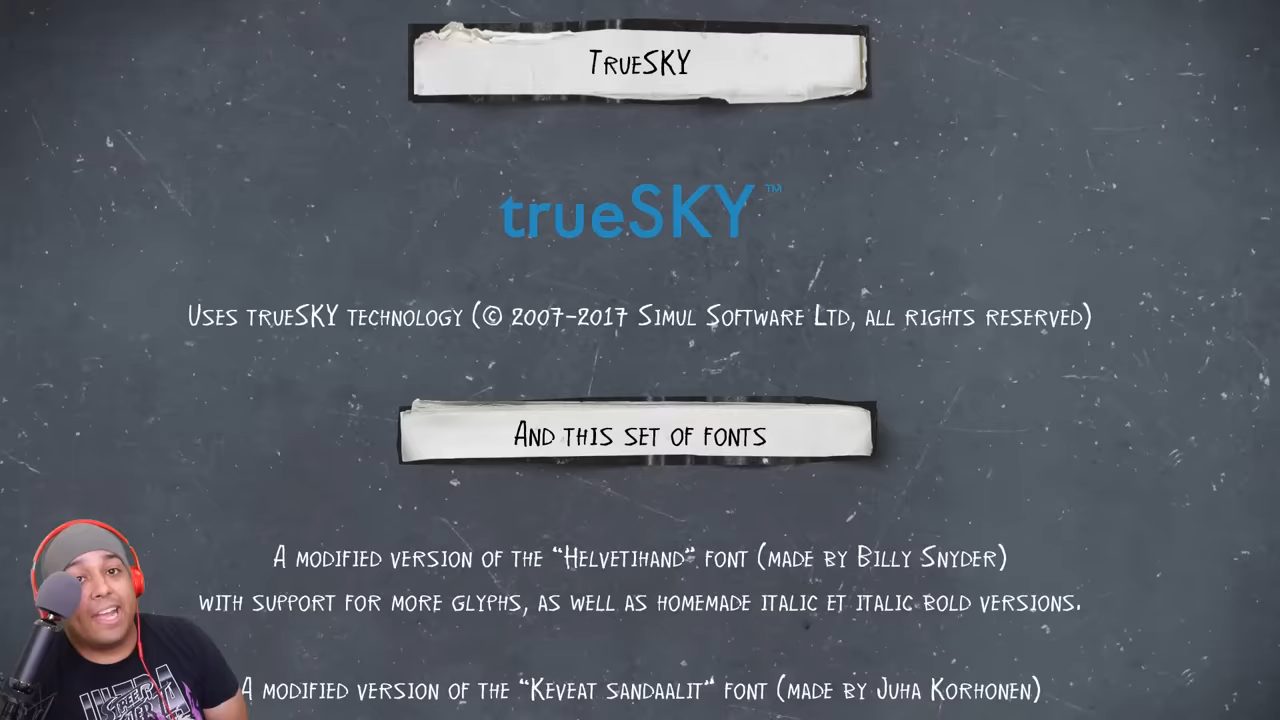 TrueSKY
trueSKY™
Uses trueSKY technology (© 2007-2017 Simul Software Ltd, all rights reserved)
And this set of fonts
A modified version of the “Helvetihand” font (made by Billy Snyder)
with support for more glyphs, as well as homemade italic et italic bold versions.
A modified version of the “Keveat sandaalit” font (made by Juha Korhonen)
STREET